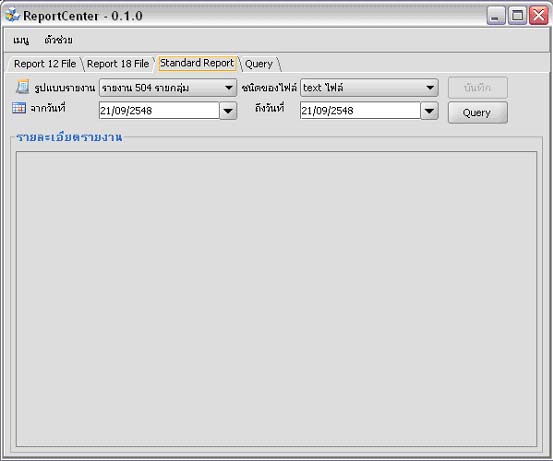 ReportCenter - 0.1.0
เมนู ตัวช่วย
Report 12 File Report 18 File Standard Report Query
รูปแบบรายงาน รายงาน 504 รายกลุ่ม ชนิดของไฟล์ text ไฟล์ บันทึก
จากวันที่ 21/09/2548 ถึงวันที่ 21/09/2548 Query
รายละเอียดรายงาน